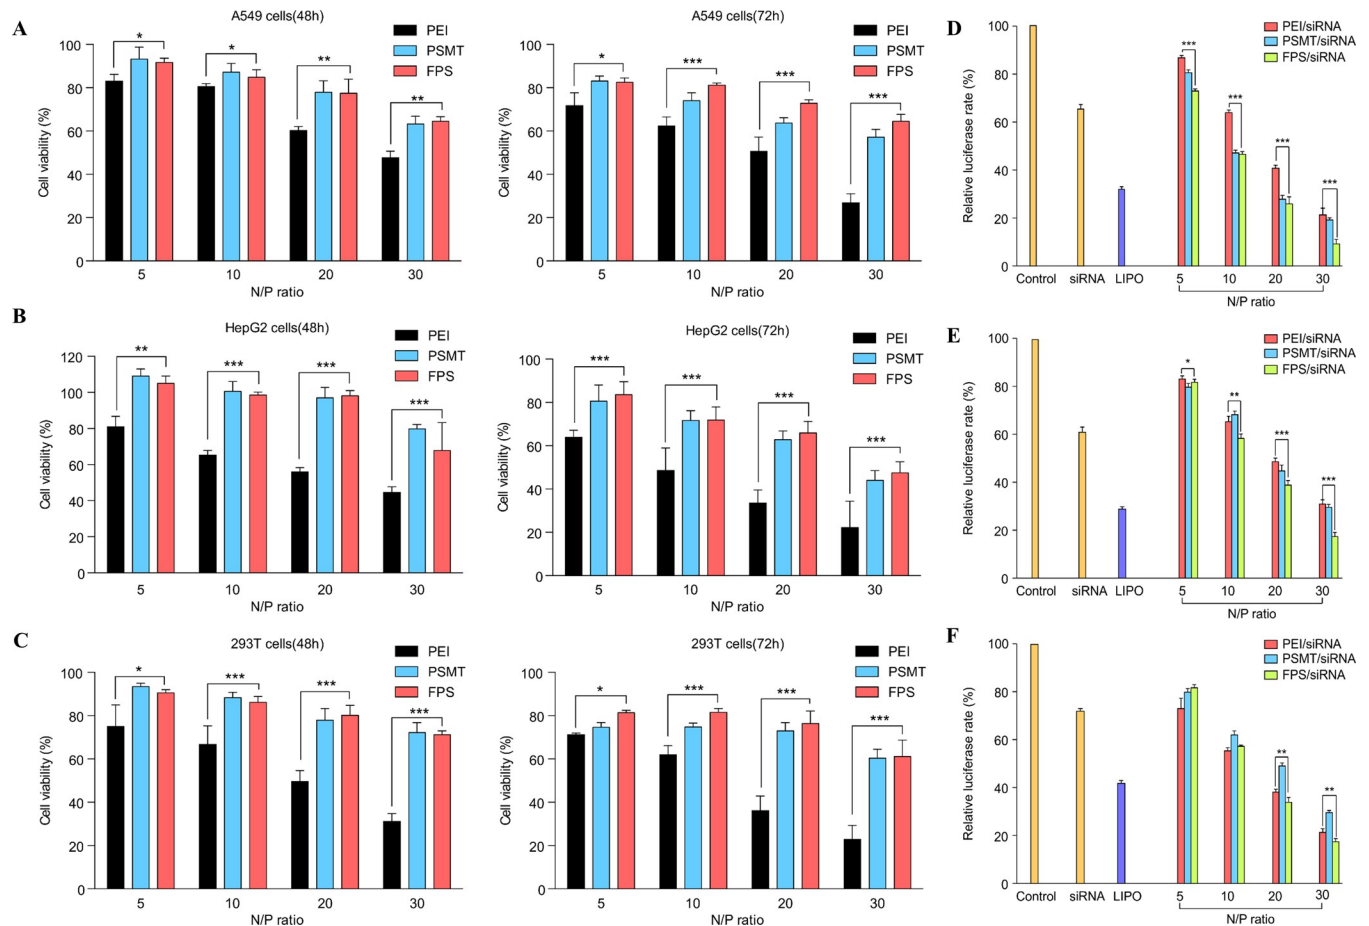 A
A549 cells(48h)
PEI
PSMT
FPS
Cell viability (%)
100
80
60
40
20
0
* * ** **
5 10 20 30
N/P ratio
A549 cells(72h)
PEI
PSMT
FPS
Cell viability (%)
100
80
60
40
20
0
* *** *** ***
5 10 20 30
N/P ratio
D
PEI/siRNA
PSMT/siRNA
FPS/siRNA
Relative luciferase rate (%)
100
80
60
40
20
0
*** *** *** ***
Control siRNA LIPO 5 10 20 30
N/P ratio
B
HepG2 cells(48h)
PEI
PSMT
FPS
Cell viability (%)
120
100
80
60
40
20
0
** *** *** ***
5 10 20 30
N/P ratio
HepG2 cells(72h)
PEI
PSMT
FPS
Cell viability (%)
100
80
60
40
20
0
*** *** *** ***
5 10 20 30
N/P ratio
E
PEI/siRNA
PSMT/siRNA
FPS/siRNA
Relative luciferase rate (%)
100
80
60
40
20
0
* ** *** ***
Control siRNA LIPO 5 10 20 30
N/P ratio
C
293T cells(48h)
PEI
PSMT
FPS
Cell viability (%)
100
80
60
40
20
0
* *** *** ***
5 10 20 30
N/P ratio
293T cells(72h)
PEI
PSMT
FPS
Cell viability (%)
100
80
60
40
20
0
* *** *** ***
5 10 20 30
N/P ratio
F
PEI/siRNA
PSMT/siRNA
FPS/siRNA
Relative luciferase rate (%)
100
80
60
40
20
0
** **
Control siRNA LIPO 5 10 20 30
N/P ratio